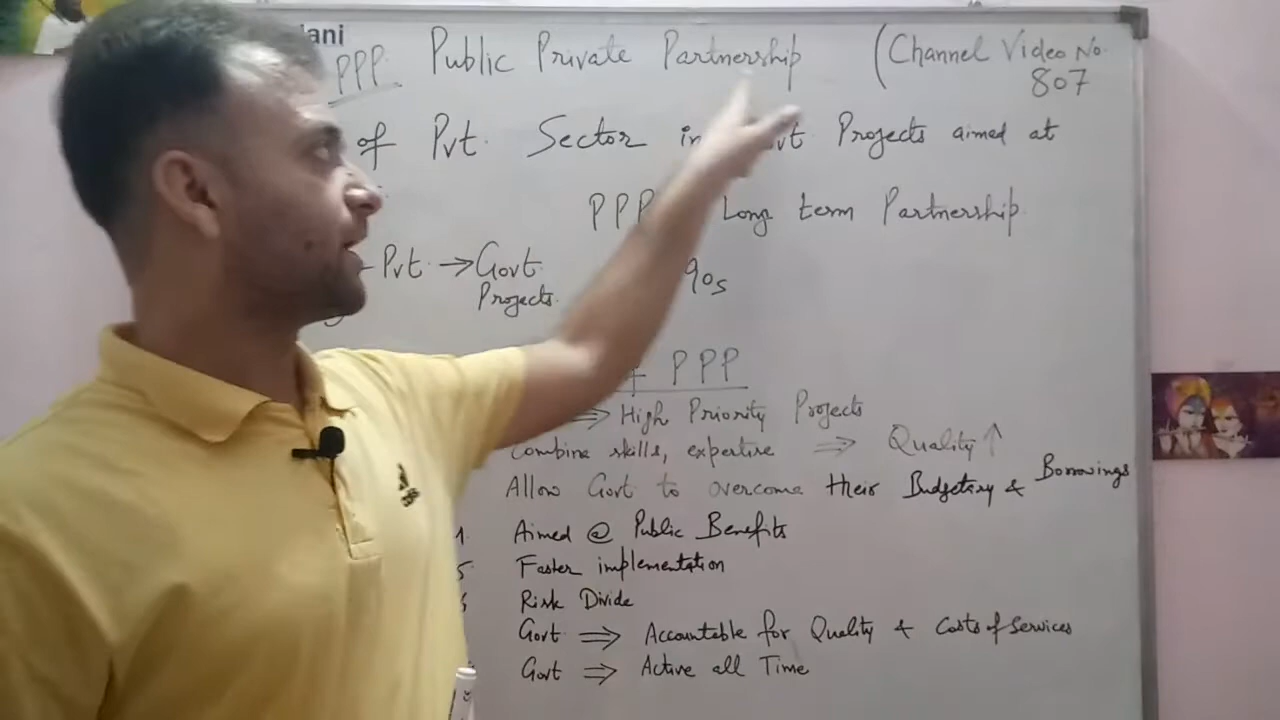 ani
PPP Public Private Partnership (Channel Video No. 807
of Pvt. Sector in Projects aimed at
PPP Long term Partnership
Pvt. → Govt. Projects.
90s
PPP
⇒ High Priority Projects
combine skills, expertise ⇒ Quality ↑
Allow Govt to overcome their Budgetary & Borrowings
Aimed @ Public Benefits
5 Faster implementation
Risk Divide
Govt. ⇒ Accountable for Quality & Costs of Services
Govt ⇒ Active all Time